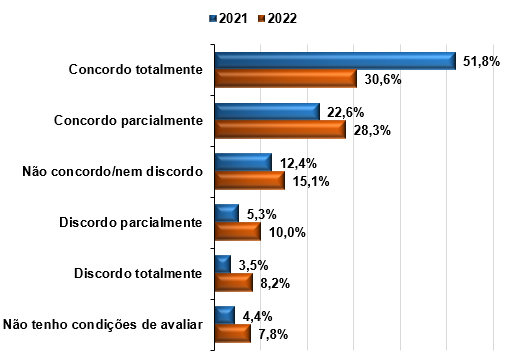 2021 2022
Concordo totalmente 51,8%
30,6%
Concordo parcialmente 22,6%
28,3%
Não concordo/nem discordo 12,4%
15,1%
Discordo parcialmente 5,3%
10,0%
Discordo totalmente 3,5%
8,2%
Não tenho condições de avaliar 4,4%
7,8%